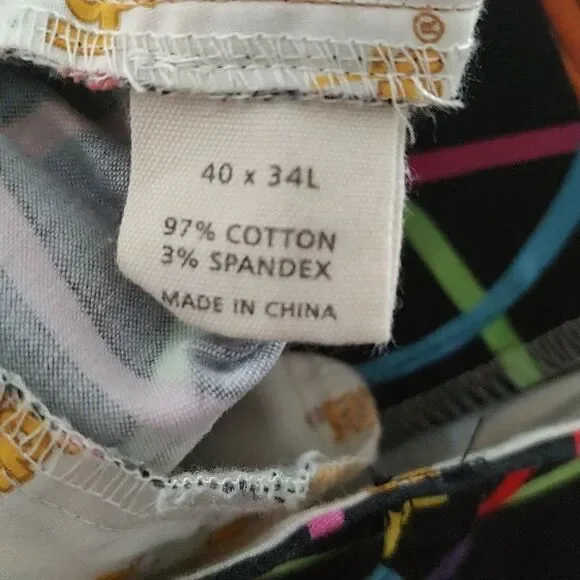 ®
40 x 34L
97% COTTON
3% SPANDEX
MADE IN CHINA